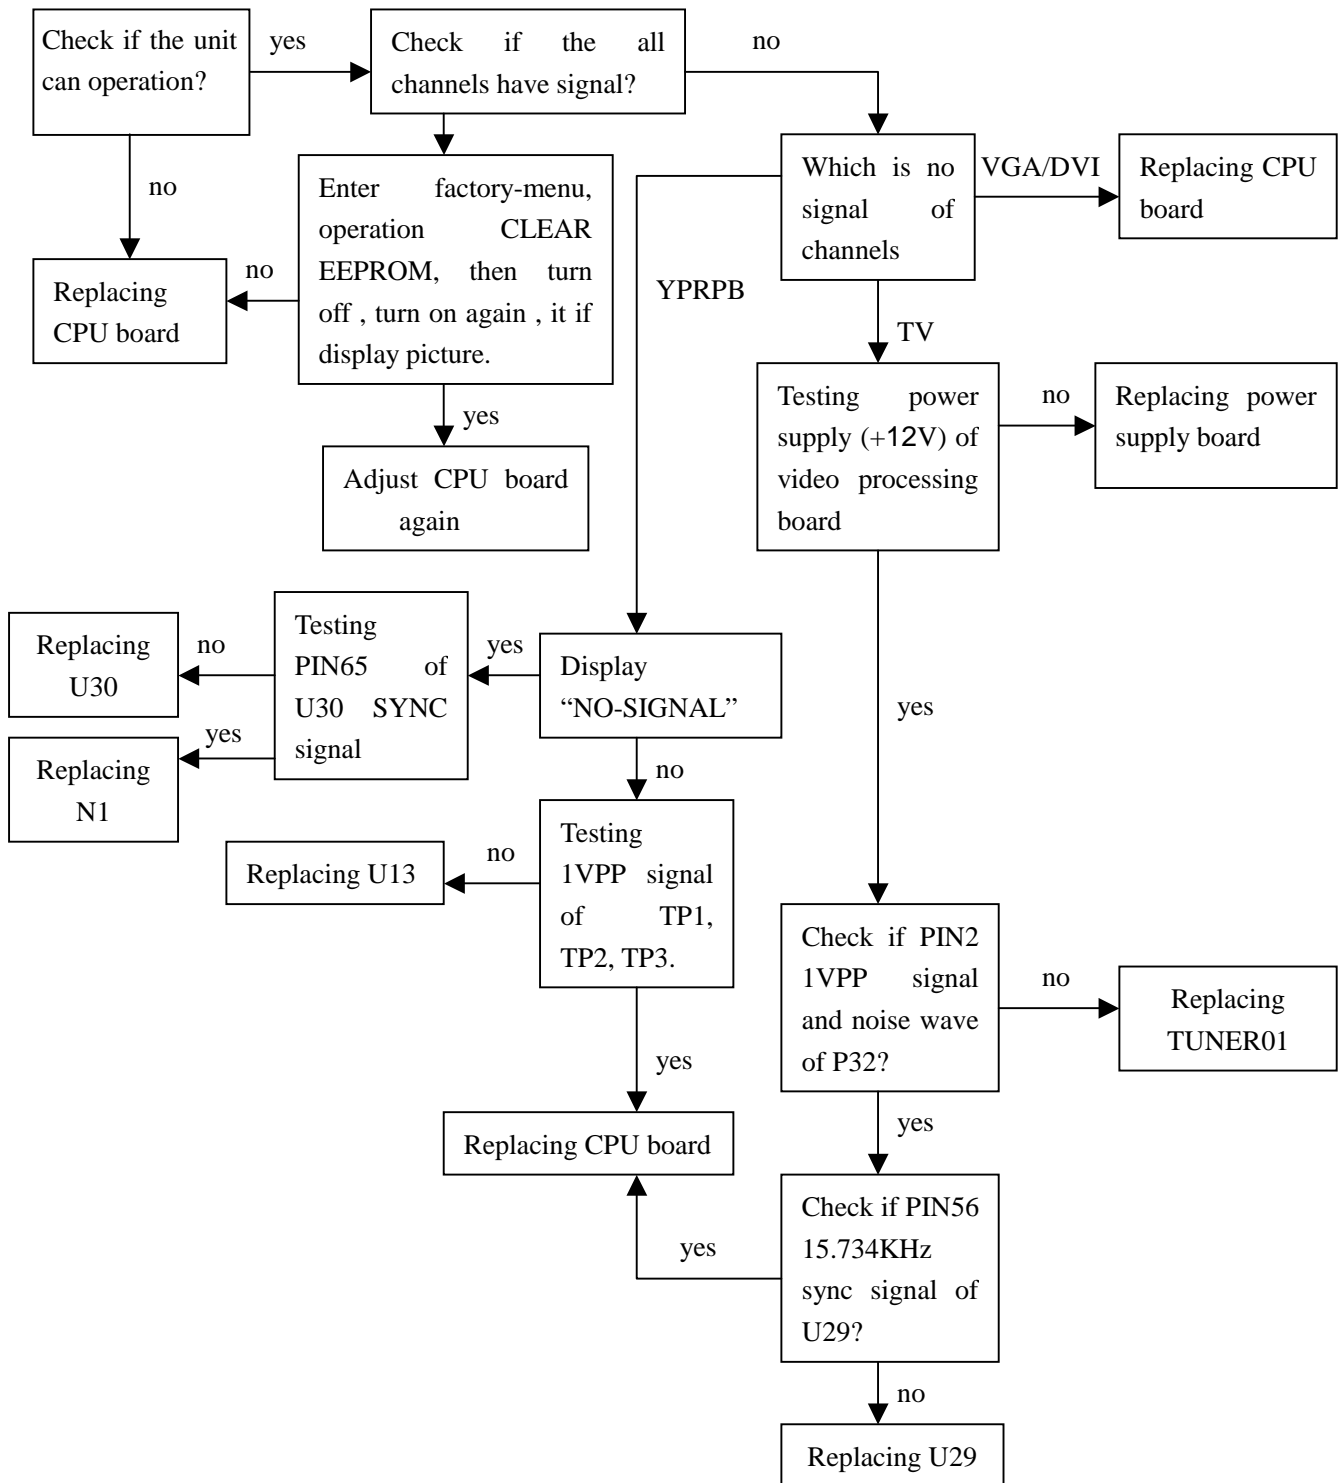 Check if the unit
can operation?
yes
Check if the all
channels have signal?
no
no
Enter factory-menu,
operation CLEAR
EEPROM, then turn
off , turn on again , it if
display picture.
no
Replacing
CPU board
yes
Adjust CPU board
again
Which is no
signal of
channels
VGA/DVI
Replacing CPU
board
YPRPB
TV
Testing power
supply (+12V) of
video processing
board
no
Replacing power
supply board
yes
Display
“NO-SIGNAL”
yes
Testing
PIN65 of
U30 SYNC
signal
no
Replacing
U30
yes
Replacing
N1
no
Testing
1VPP signal
of TP1,
TP2, TP3.
no
Replacing U13
yes
Replacing CPU board
Check if PIN2
1VPP signal
and noise wave
of P32?
no
Replacing
TUNER01
yes
Check if PIN56
15.734KHz
sync signal of
U29?
yes
no
Replacing U29